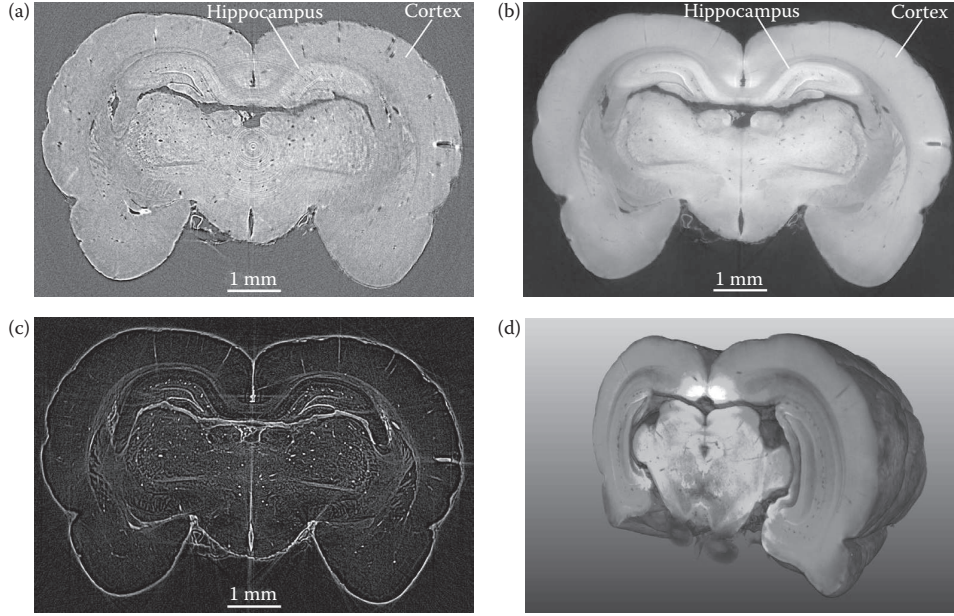 (a)
Hippocampus
Cortex
1 mm
(b)
Hippocampus
Cortex
1 mm
(c)
1 mm
(d)